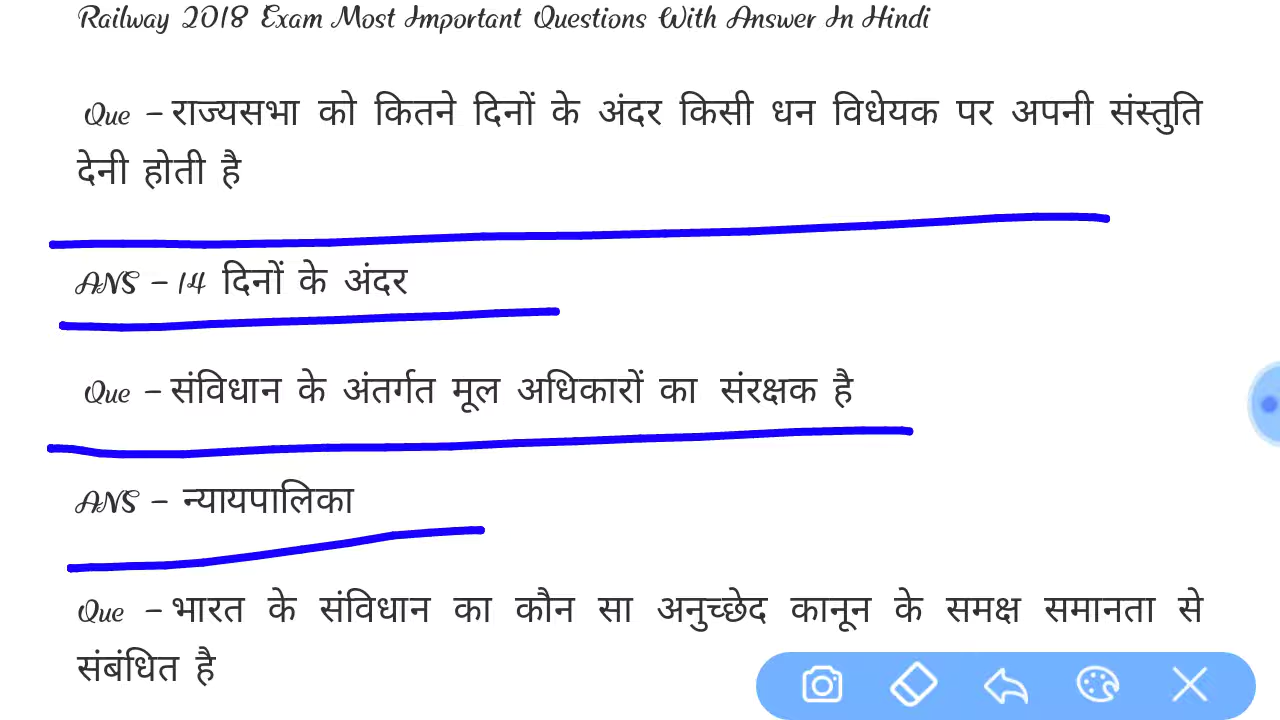 Railway 2018 Exam Most Important Questions With Answer In Hindi
Que – राज्यसभा को कितने दिनों के अंदर किसी धन विधेयक पर अपनी संस्तुति
देनी होती है
ANS – 14 दिनों के अंदर
Que – संविधान के अंतर्गत मूल अधिकारों का संरक्षक है
ANS – न्यायपालिका
Que – भारत के संविधान का कौन सा अनुच्छेद कानून के समक्ष समानता से
संबंधित है